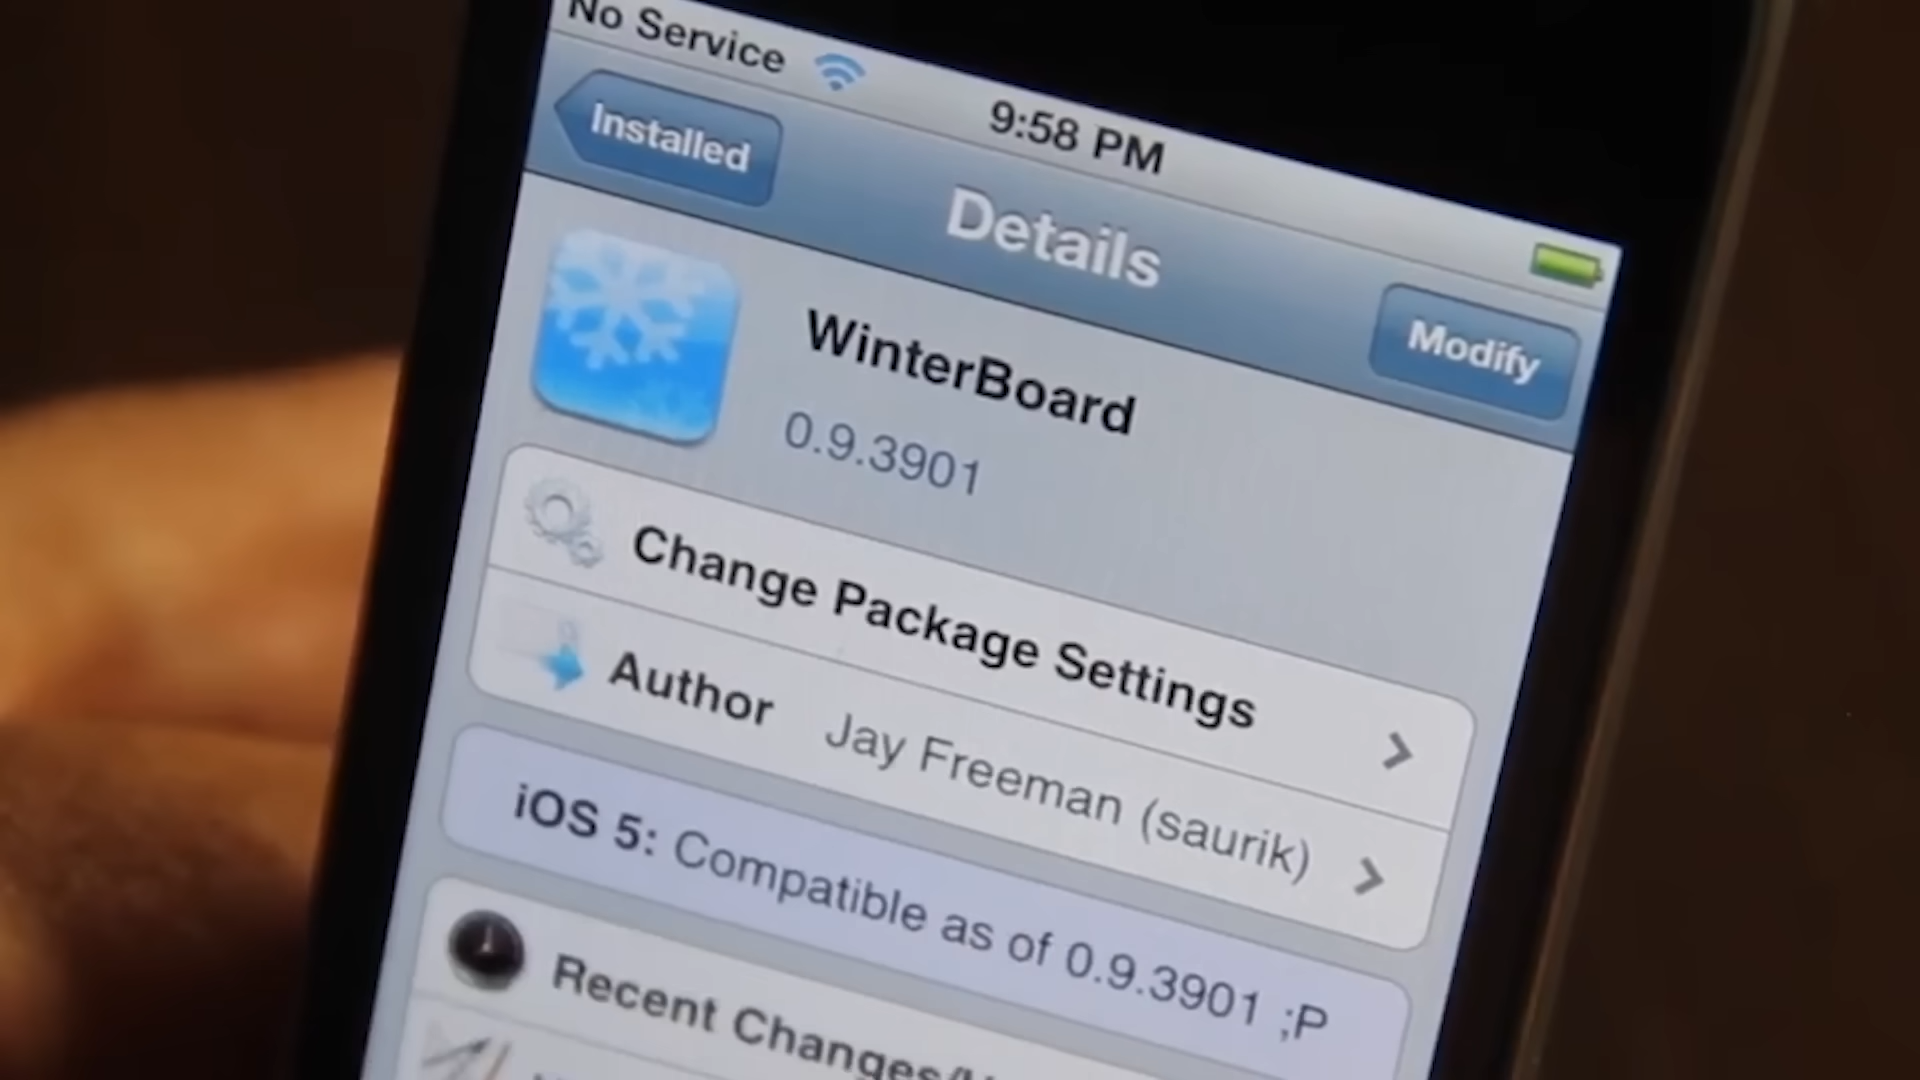 No Service
9:58 PM
Installed
Details
Modify
WinterBoard
0.9.3901
Change Package Settings
Author Jay Freeman (saurik)
iOS 5: Compatible as of 0.9.3901 ;P
Recent Changes/